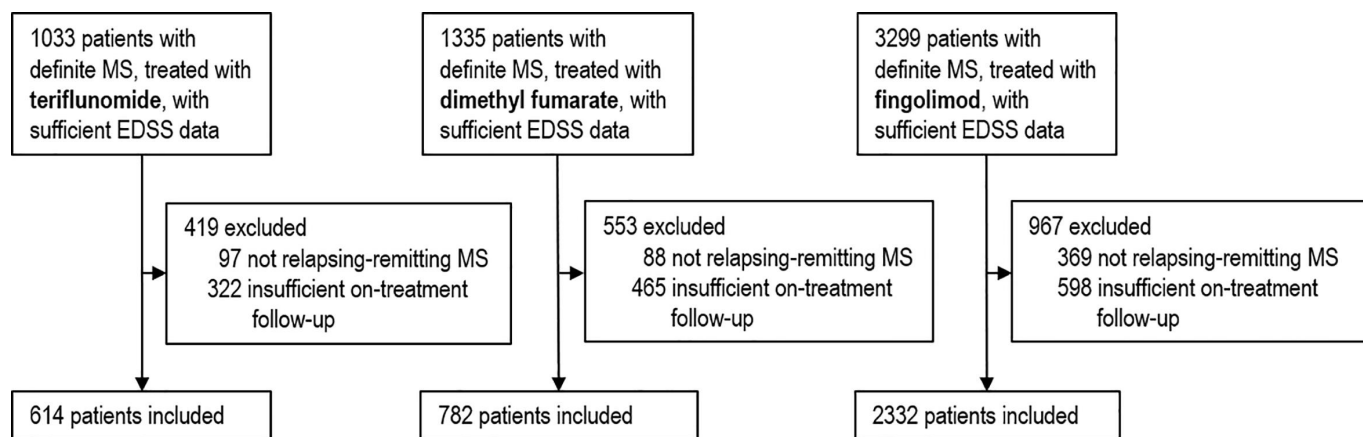 1033 patients with
definite MS, treated with
teriflunomide, with
sufficient EDSS data
1335 patients with
definite MS, treated with
dimethyl fumarate, with
sufficient EDSS data
3299 patients with
definite MS, treated with
fingolimod, with
sufficient EDSS data
419 excluded
97 not relapsing-remitting MS
322 insufficient on-treatment
follow-up
553 excluded
88 not relapsing-remitting MS
465 insufficient on-treatment
follow-up
967 excluded
369 not relapsing-remitting MS
598 insufficient on-treatment
follow-up
614 patients included
782 patients included
2332 patients included